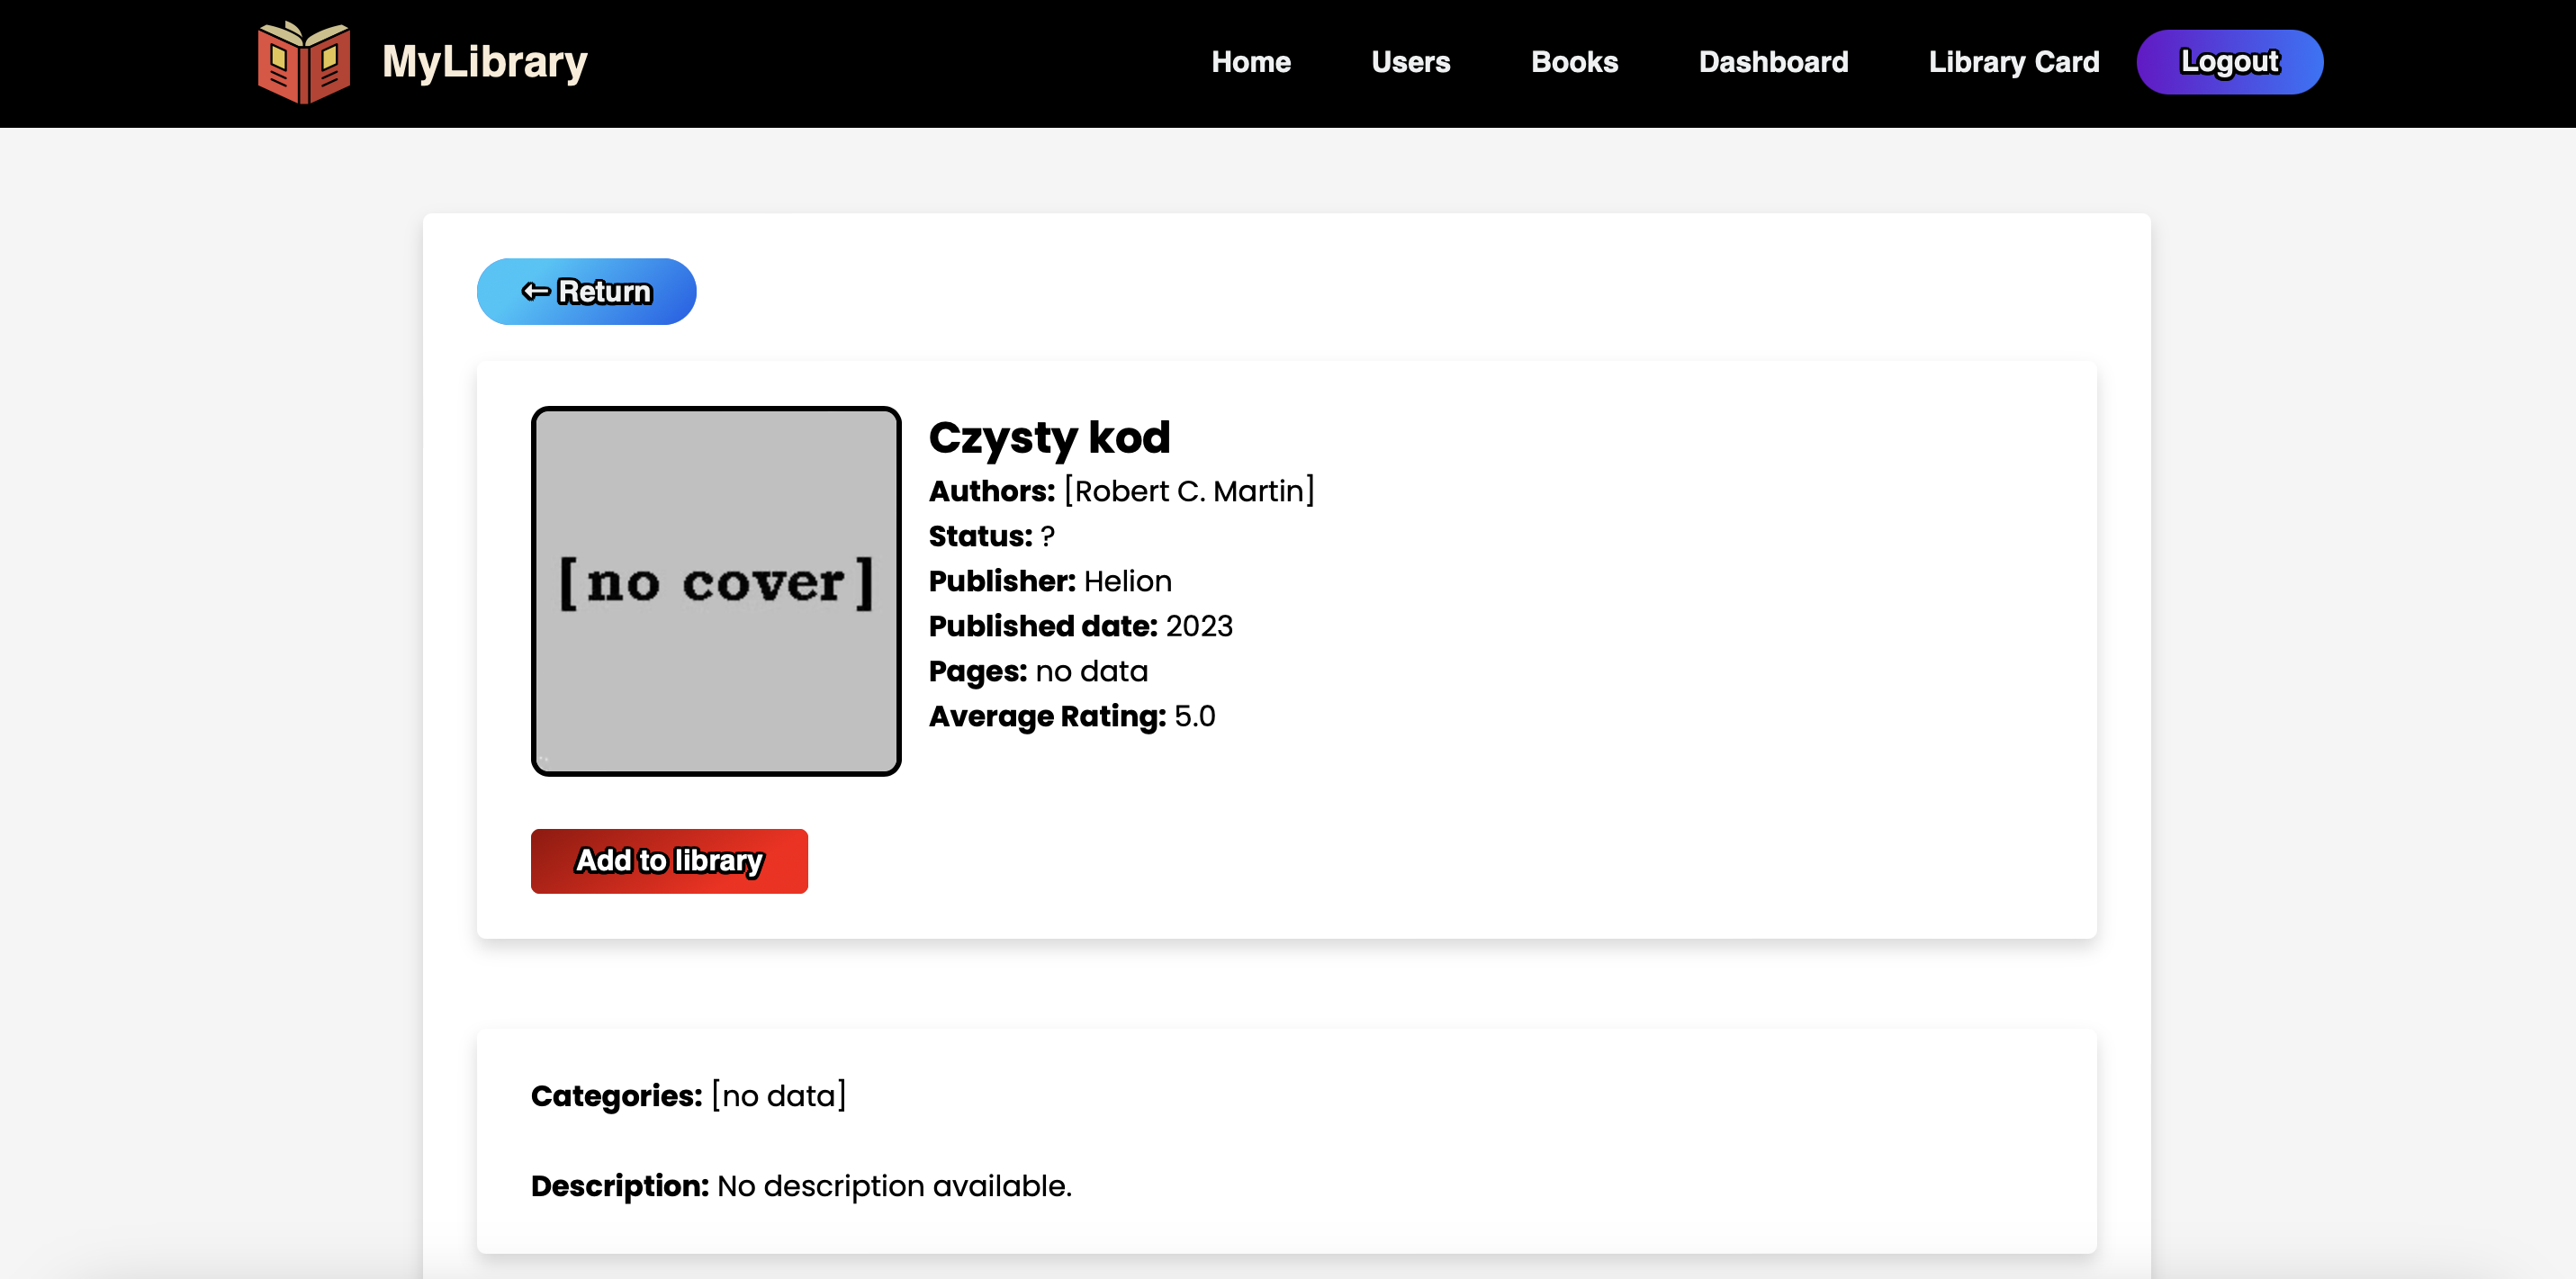 MyLibrary
Home Users Books Dashboard Library Card Logout
← Return
[no cover]
Czysty kod
Authors: [Robert C. Martin]
Status: ?
Publisher: Helion
Published date: 2023
Pages: no data
Average Rating: 5.0
Add to library
Categories: [no data]
Description: No description available.